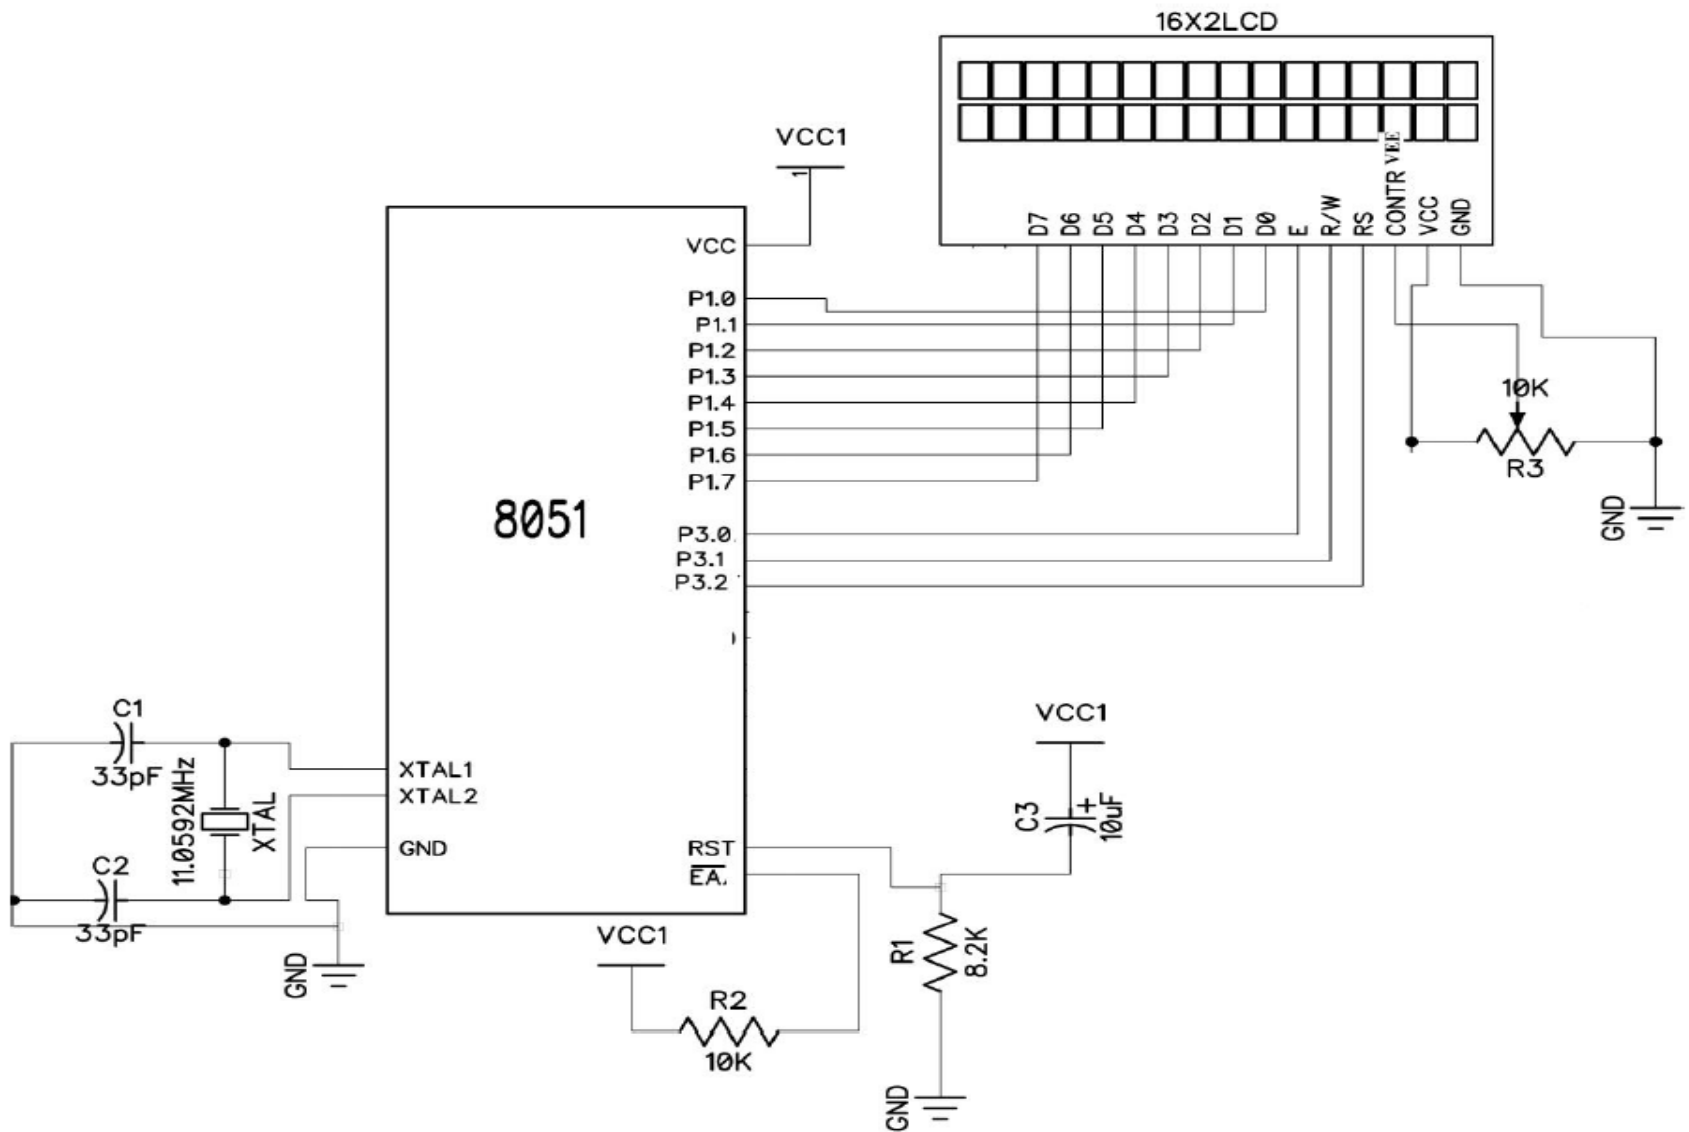 16X2LCD
VCC1
1
VEE
D7
D6
D5
D4
D3
D2
D1
D0
E
R/W
RS
CONTR
VCC
GND
VCC
P1.0
P1.1
P1.2
P1.3
P1.4
P1.5
P1.6
P1.7
P3.0
P3.1
P3.2
8051
10K
R3
GND
C1
33pF
11.0592MHz
XTAL
C2
33pF
GND
XTAL1
XTAL2
GND
RST
EA
VCC1
C3
+
10uF
VCC1
R2
10K
R1
8.2K
GND